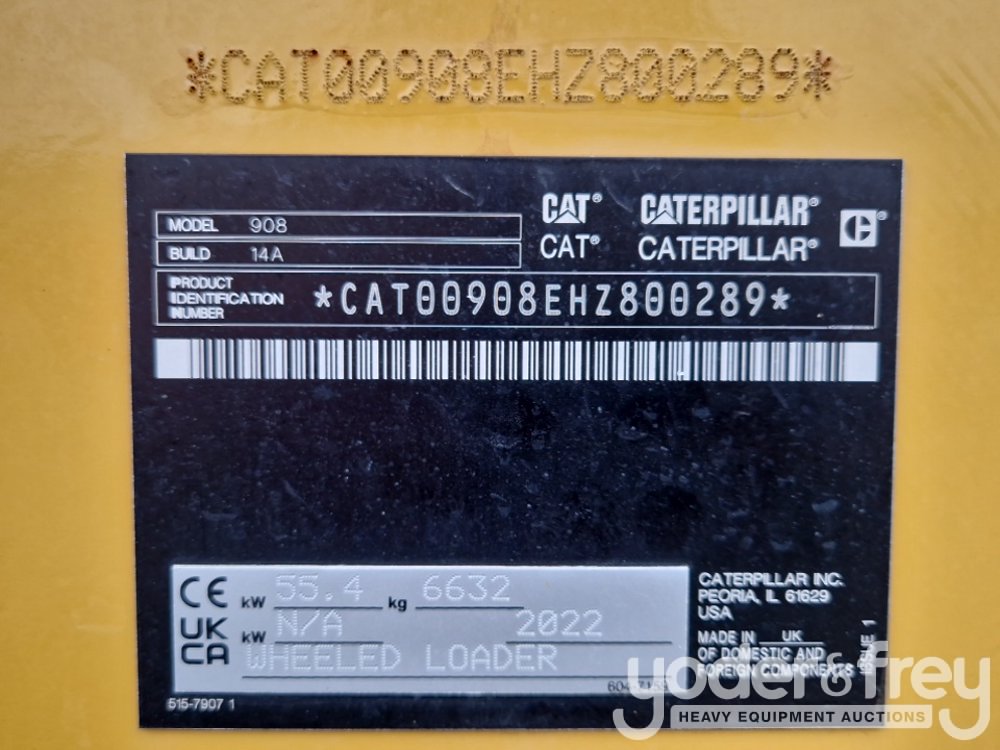 *CAT00908EHZ800289*
CAT® CATERPILLAR®
CAT® CATERPILLAR®
MODEL 908
BUILD 14A
PRODUCT
IDENTIFICATION
NUMBER
*CAT00908EHZ800289*
CE kW 55.4 kg 6632
UK
CA kW N/A 2022
WHEELED LOADER
515-7907 1
CATERPILLAR INC.
PEORIA, IL 61629
USA
MADE IN UK
OF DOMESTIC AND
FOREIGN COMPONENTS
ISSUE 1
yoder&frey
HEAVY EQUIPMENT AUCTIONS